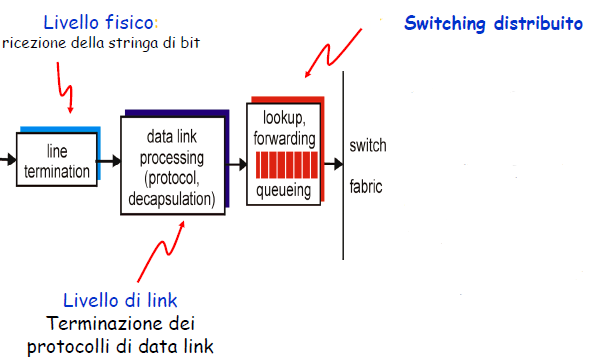 Livello fisico:
ricezione della stringa di bit
Switching distribuito
line
termination
data link
processing
(protocol,
decapsulation)
lookup,
forwarding
queueing
switch
fabric
Livello di link
Terminazione dei
protocolli di data link